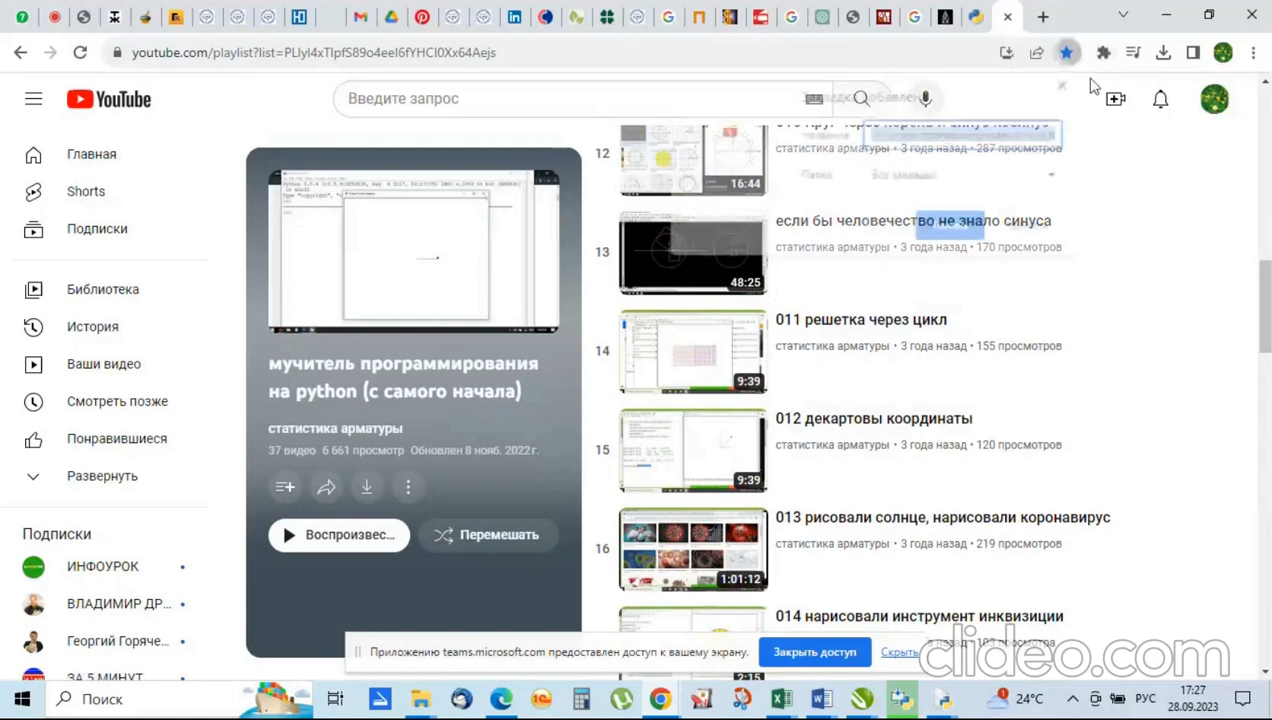 youtube.com/playlist?list=PLIyl4xTIpfS89o4eeI6fYHCI0Xx64Aejs
YouTube
Введите запрос
Главная
Shorts
Подписки
Библиотека
История
Ваши видео
Смотреть позже
Понравившиеся
Развернуть
Подписки
ИНФОУРОК
ВЛАДИМИР ДР...
Георгий Горяче...
ЗА 5 МИНУТ
мучитель программирования
на python (с самого начала)
статистика арматуры
37 видео 6 661 просмотр Обновлен 8 нояб. 2022 г.
Воспроизвес...
Перемешать
12
16:44
статистика арматуры • 3 года назад • 287 просмотров
13
48:25
если бы человечество не знало синуса
статистика арматуры • 3 года назад • 170 просмотров
14
9:39
011 решетка через цикл
статистика арматуры • 3 года назад • 155 просмотров
15
9:39
012 декартовы координаты
статистика арматуры • 3 года назад • 120 просмотров
16
1:01:12
013 рисовали солнце, нарисовали коронавирус
статистика арматуры • 3 года назад • 219 просмотров
014 нарисовали инструмент инквизиции
2:15
Приложению teams.microsoft.com предоставлен доступ к вашему экрану.
Закрыть доступ
Скрыть
clideo.com
Поиск
24°C
РУС
17:27
28.09.2023